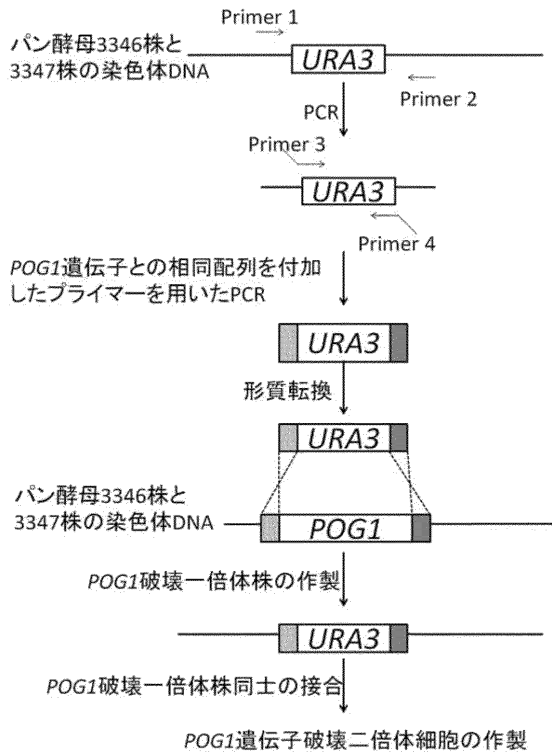 Primer 1
パン酵母3346株と
3347株の染色体DNA
URA3
Primer 2
PCR
Primer 3
URA3
Primer 4
POG1遺伝子との相同配列を付加
したプライマーを用いたPCR
URA3
形質転換
URA3
パン酵母3346株と
3347株の染色体DNA
POG1
POG1破壊一倍体株の作製
URA3
POG1破壊一倍体株同士の接合
POG1遺伝子破壊二倍体細胞の作製